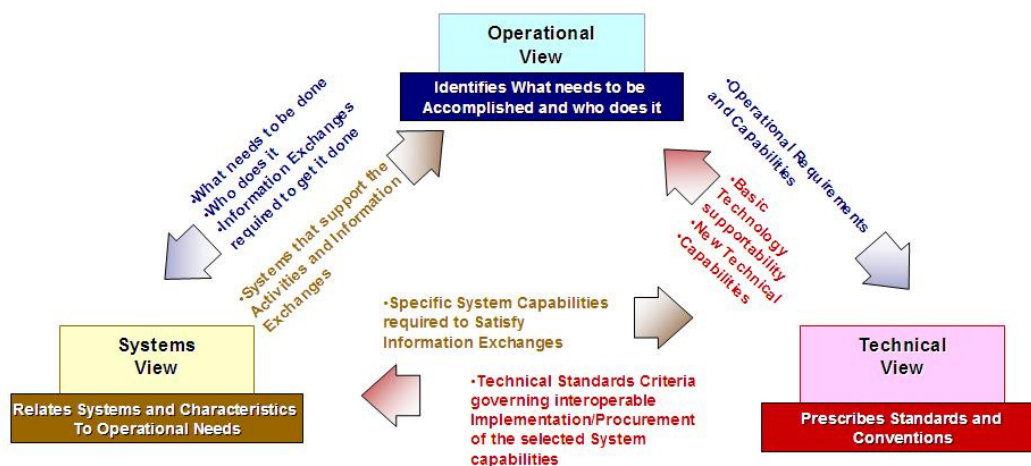 Operational
View
Identifies What needs to be
Accomplished and who does it
•What needs to be done
•Who does it
•Information Exchanges
required to get it done
•Systems that support the
Activities and Information
Exchanges
•Operational Requirements
and Capabilities
•Basic
Technology
supportability
•New Technical
•Capabilities
•Specific System Capabilities
required to Satisfy
Information Exchanges
•Technical Standards Criteria
governing interoperable
Implementation/Procurement
of the selected System
capabilities
Systems
View
Relates Systems and Characteristics
To Operational Needs
Technical
View
Prescribes Standards and
Conventions